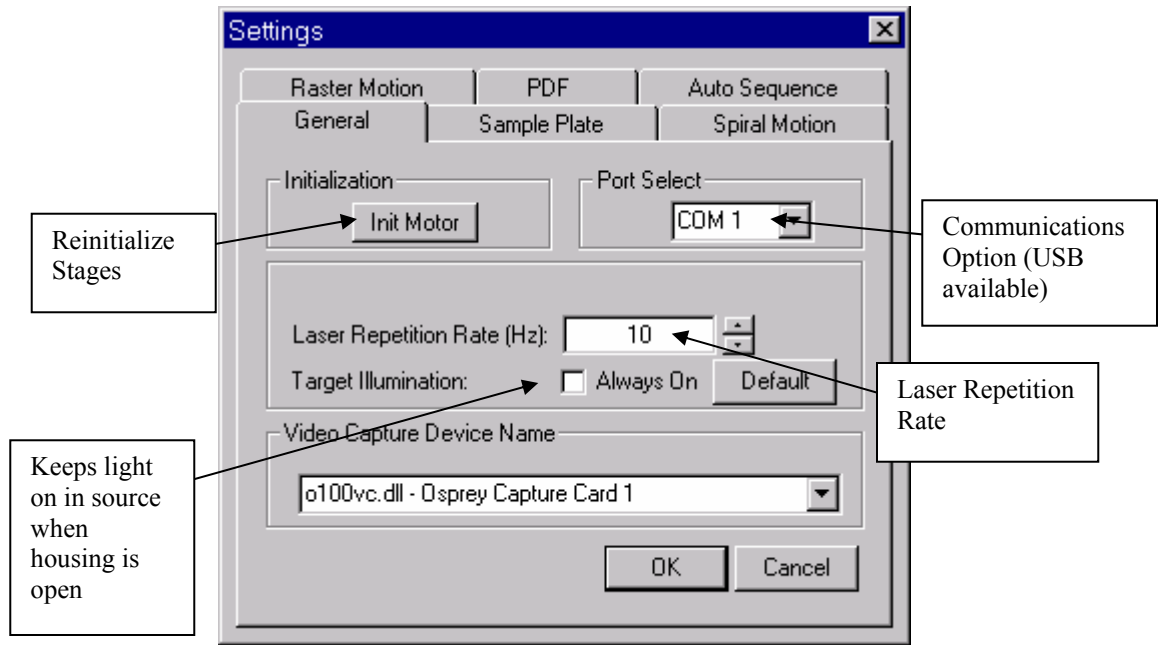 Settings
Raster Motion
PDF
Auto Sequence
General
Sample Plate
Spiral Motion
Initialization
Init Motor
Port Select
COM 1
Reinitialize
Stages
Communications
Option (USB
available)
Laser Repetition Rate (Hz):
10
Target Illumination:
Always On
Default
Laser Repetition
Rate
Keeps light
on in source
when
housing is
open
Video Capture Device Name
o100vc.dll - Osprey Capture Card 1
OK
Cancel